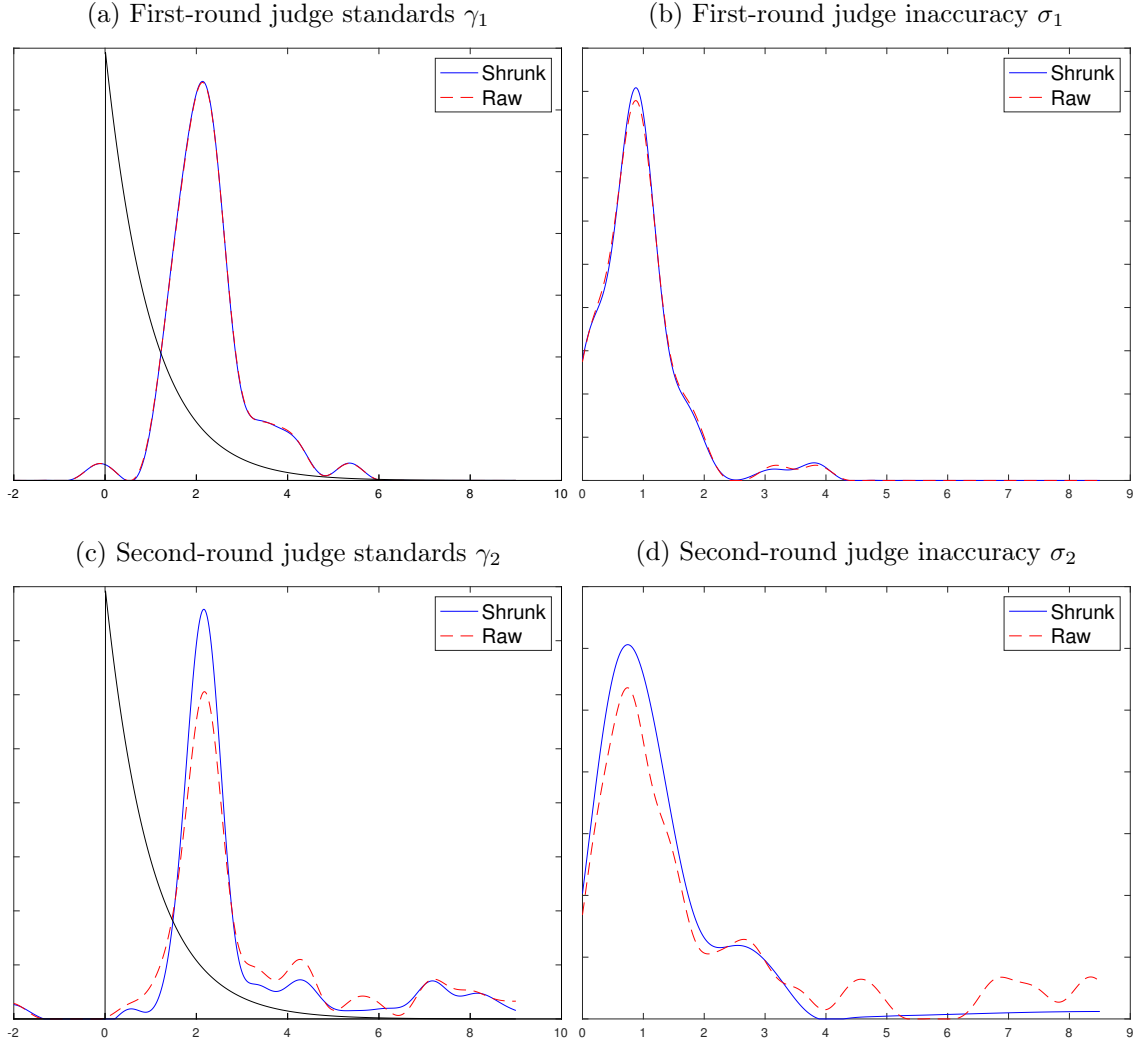 (a) First-round judge standards γ1
(b) First-round judge inaccuracy σ1
Shrunk
Raw
Shrunk
Raw
-2 0 2 4 6 8 10
0 1 2 3 4 5 6 7 8 9
(c) Second-round judge standards γ2
(d) Second-round judge inaccuracy σ2
Shrunk
Raw
Shrunk
Raw
-2 0 2 4 6 8 10
0 1 2 3 4 5 6 7 8 9